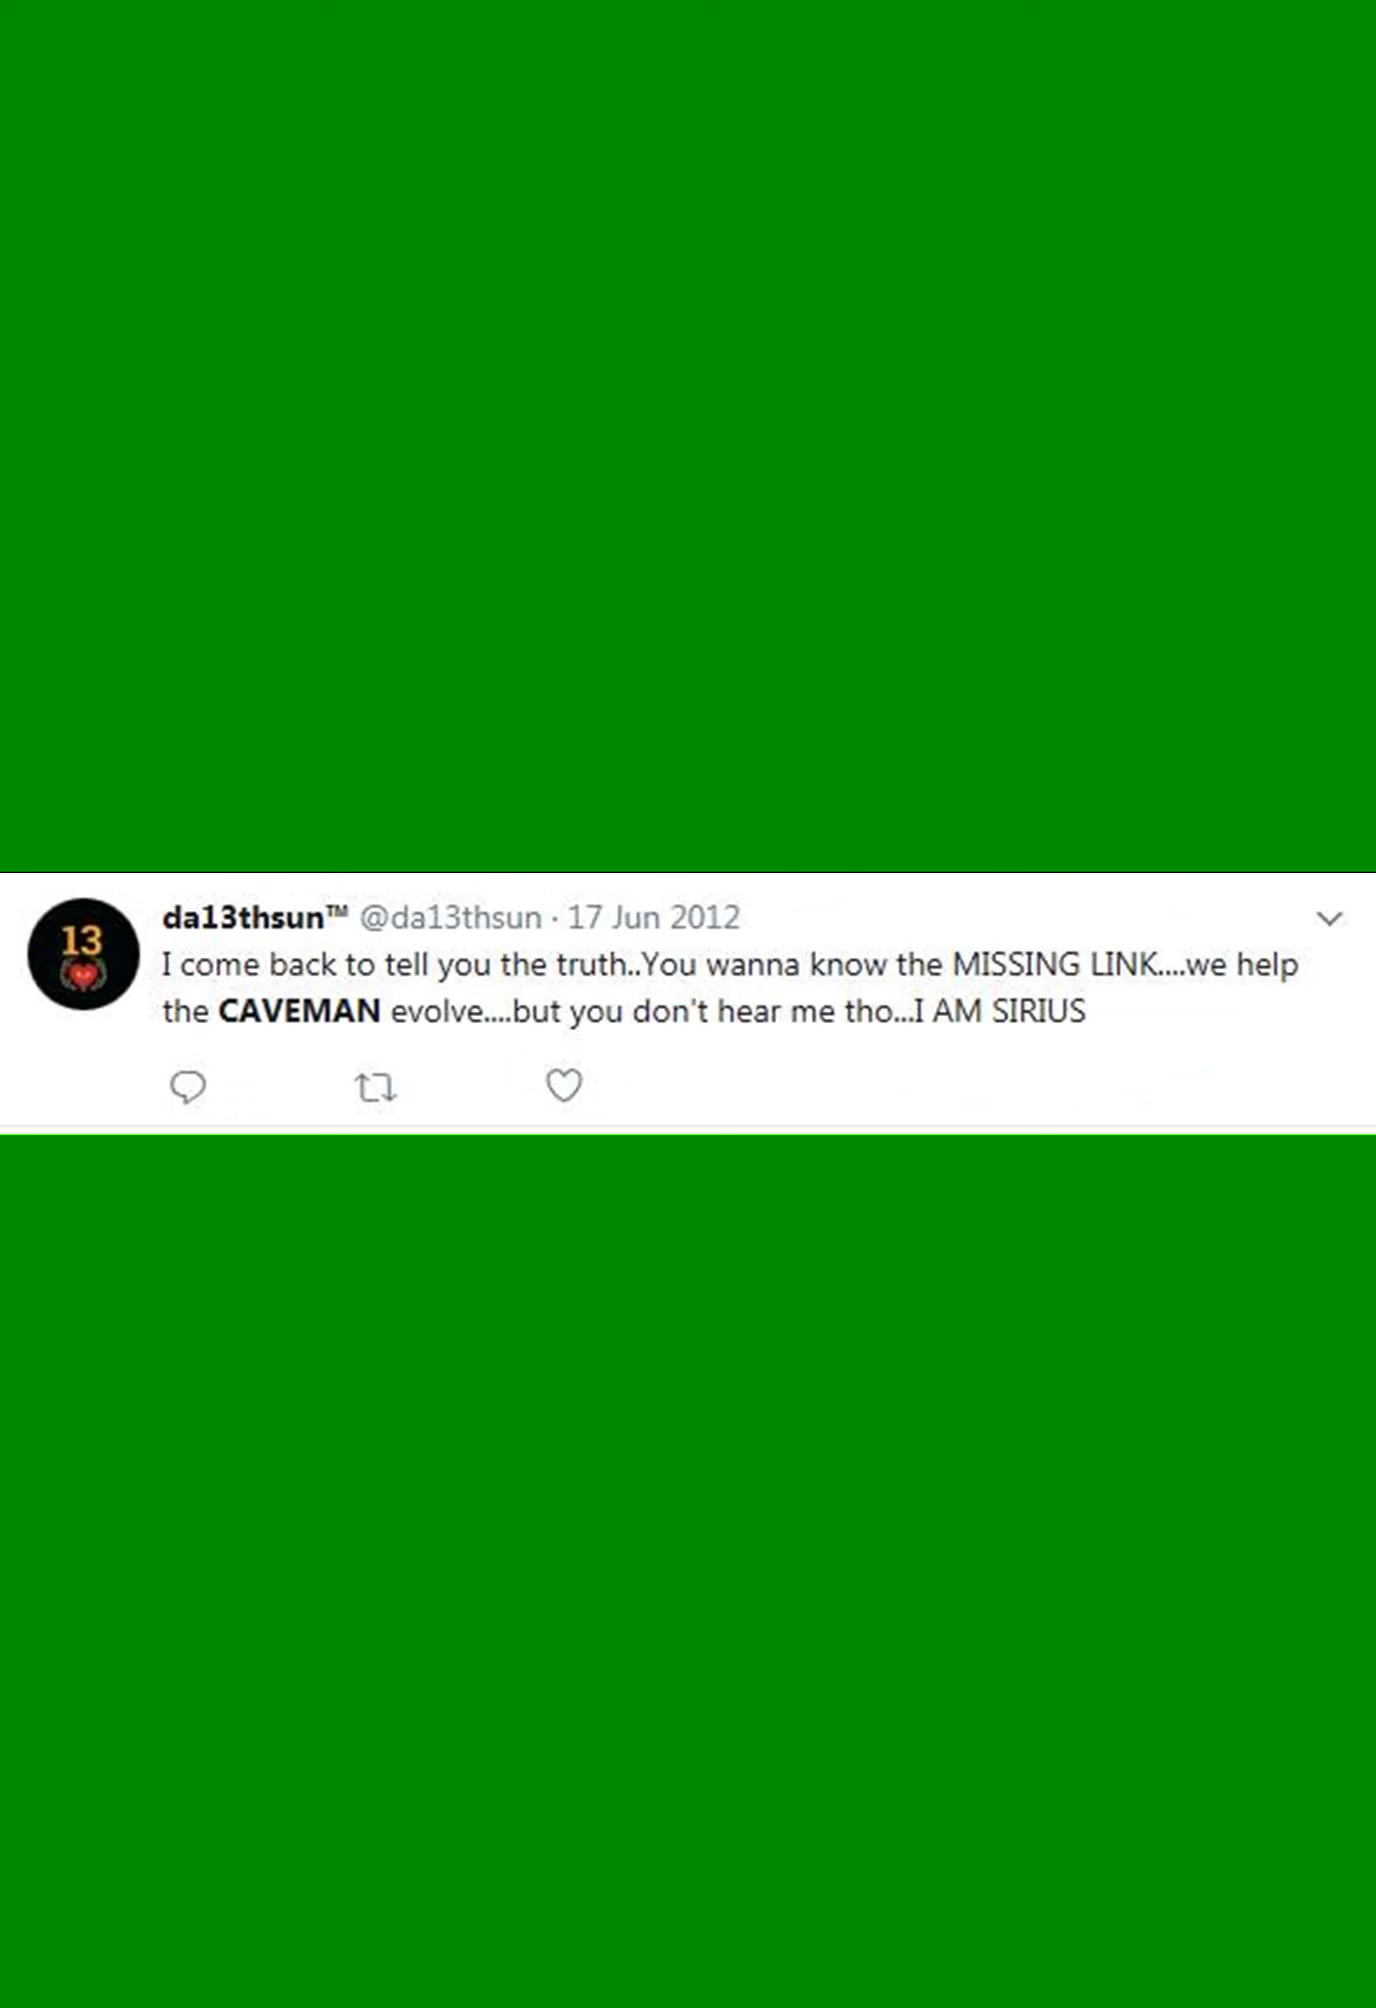 13
da13thsun™ @da13thsun · 17 Jun 2012
I come back to tell you the truth..You wanna know the MISSING LINK....we help
the CAVEMAN evolve....but you don't hear me tho...I AM SIRIUS